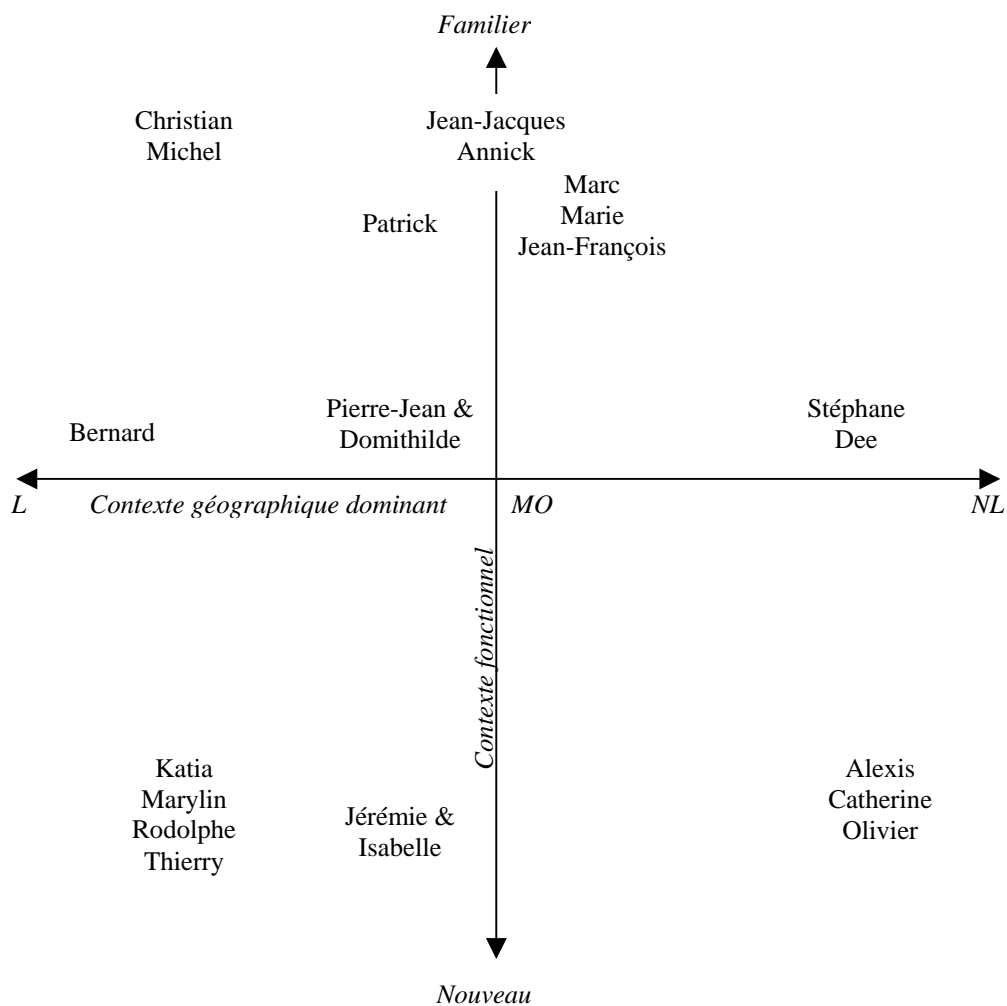 Familier
Christian
Michel
Jean-Jacques
Annick
Marc
Marie
Jean-François
Patrick
Bernard
Pierre-Jean &
Domithilde
Stéphane
Dee
L
Contexte géographique dominant
MO
NL
Contexte fonctionnel
Katia
Marylin
Rodolphe
Thierry
Jérémie &
Isabelle
Alexis
Catherine
Olivier
Nouveau